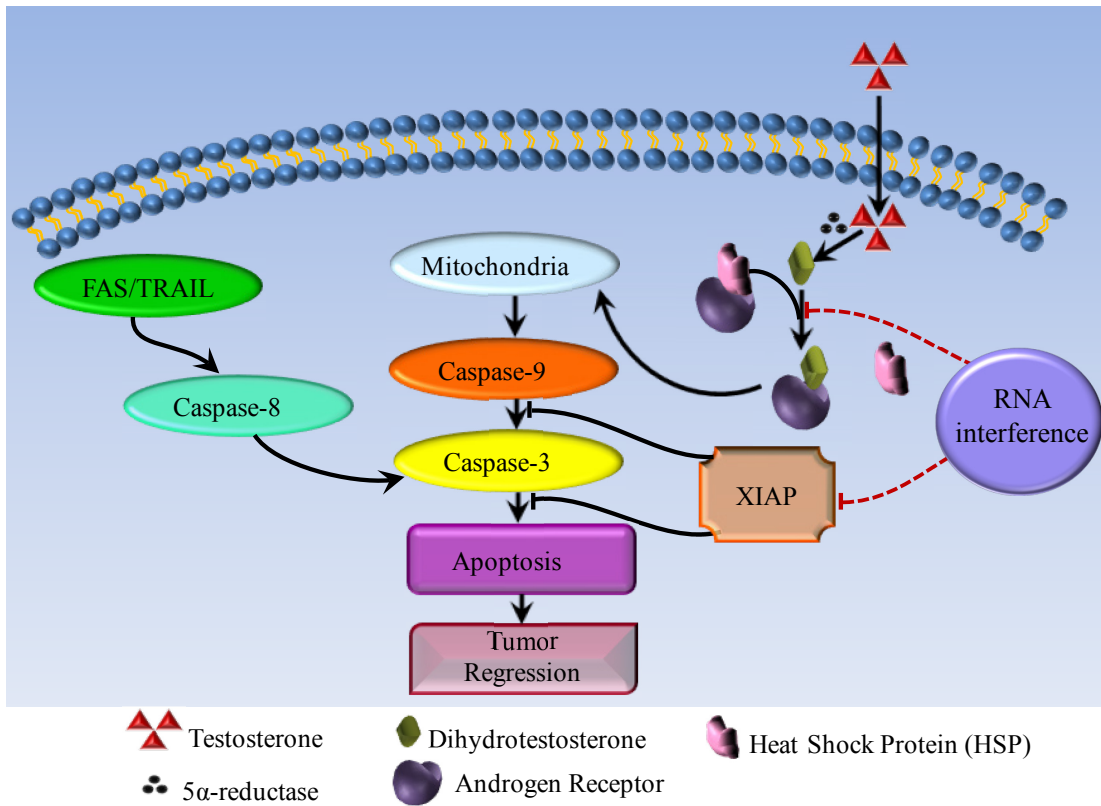 FAS/TRAIL
Mitochondria
Caspase-9
Caspase-8
Caspase-3
RNA
interference
XIAP
Apoptosis
Tumor
Regression
Testosterone
Dihydrotestosterone
Heat Shock Protein (HSP)
5α-reductase
Androgen Receptor